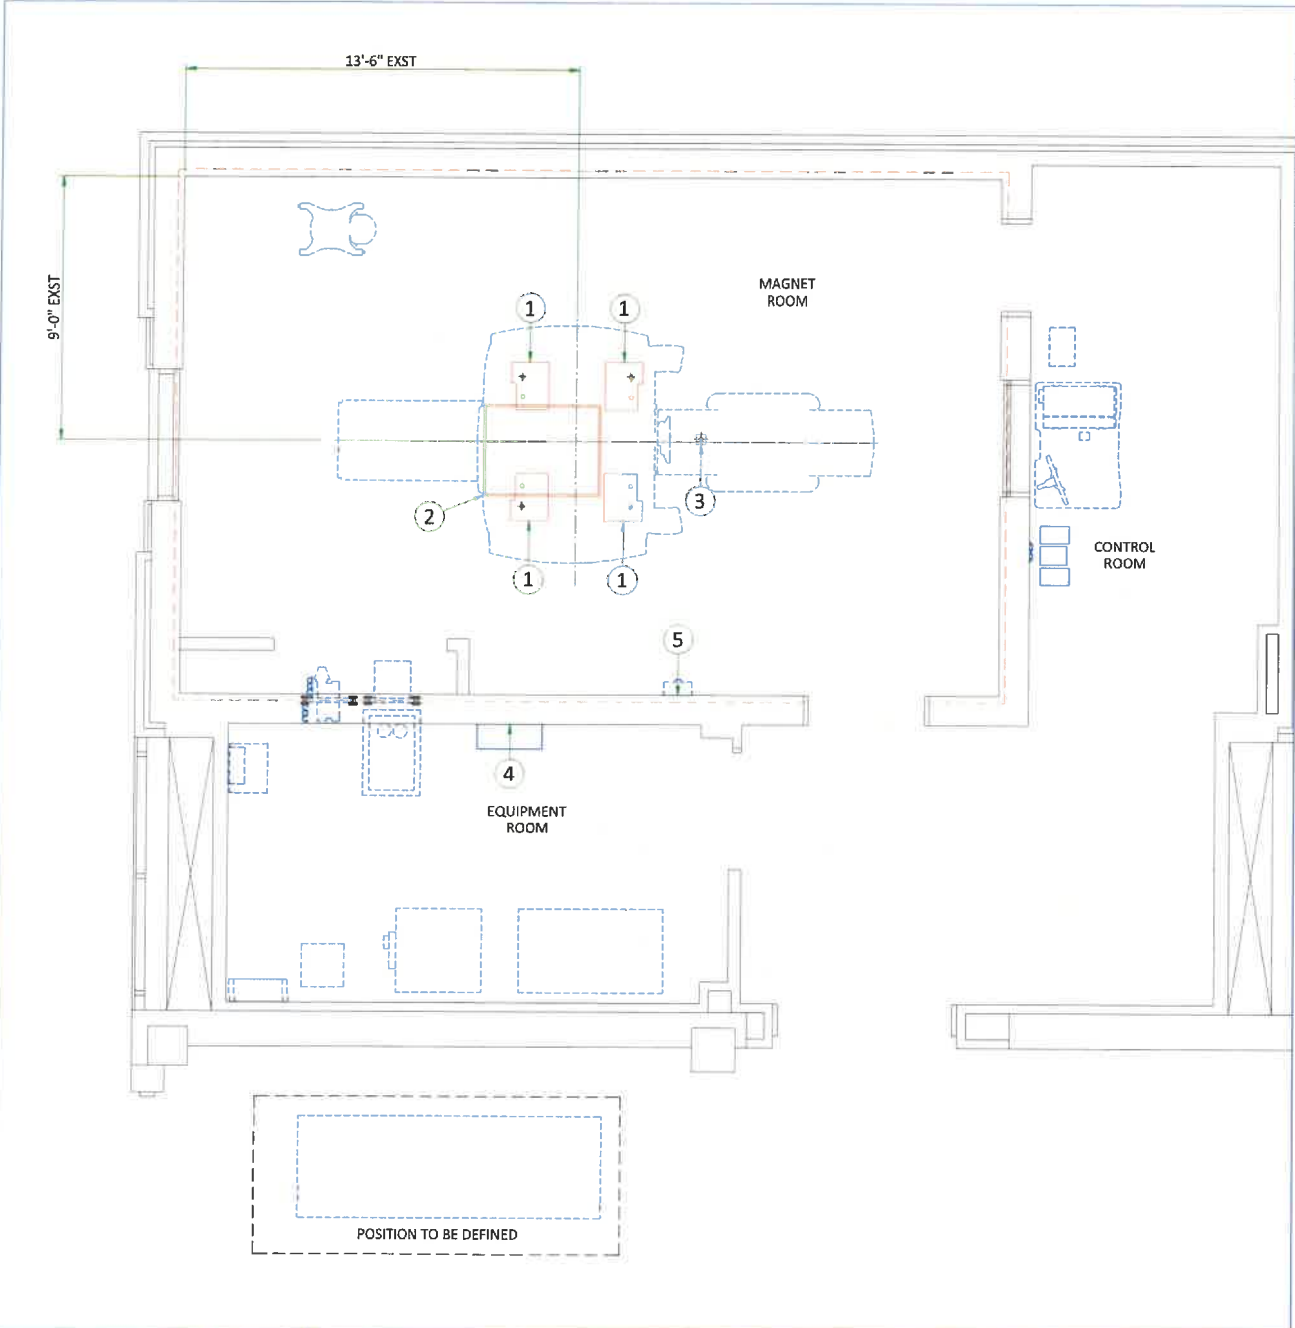 13'-6" EXST
9'-0" EXST
MAGNET
ROOM
1
1
2
3
1
1
CONTROL
ROOM
5
4
EQUIPMENT
ROOM
POSITION TO BE DEFINED